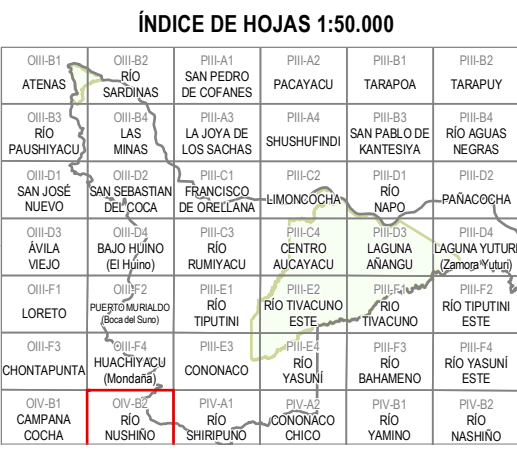 ÍNDICE DE HOJAS 1:50.000
OIII-B1
ATENAS
OIII-B2
RÍO
SARDINAS
PIII-A1
SAN PEDRO
DE COFANES
PIII-A2
PACAYACU
PIII-B1
TARAPOA
PIII-B2
TARAPUY
OIII-B3
RÍO
PAUSHIYACU
OIII-B4
LAS
MINAS
PIII-A3
LA JOYA DE
LOS SACHAS
PIII-A4
SHUSHUFINDI
PIII-B3
SAN PABLO DE
KANTESIYA
PIII-B4
RÍO AGUAS
NEGRAS
OIII-D1
SAN JOSÉ
NUEVO
OIII-D2
SAN SEBASTIAN
DEL COCA
PIII-C1
FRANCISCO
DE ORELLANA
PIII-C2
LIMONCOCHA
PIII-D1
RÍO
NAPO
PIII-D2
PAÑACOCHA
OIII-D3
ÁVILA
VIEJO
OIII-D4
BAJO HUINO
(El Huino)
PIII-C3
RÍO
RUMIYACU
PIII-C4
CENTRO
AUCAYACU
PIII-D3
LAGUNA
AÑANGU
PIII-D4
LAGUNA YUTURI
(Zamora Yuturi)
OIII-F1
LORETO
OIII-F2
PUERTO MURIALDO
(Boca del Suno)
PIII-E1
RÍO
TIPUTINI
PIII-E2
RÍO TIVACUNO
ESTE
PIII-F1
RIO
TIVACUNO
PIII-F2
RÍO TIPUTINI
ESTE
OIII-F3
CHONTAPUNTA
OIII-F4
HUACHIYACU
(Mondaña)
PIII-E3
CONONACO
PIII-E4
RÍO
YASUNÍ
PIII-F3
RÍO
BAHAMENO
PIII-F4
RÍO YASUNÍ
ESTE
OIV-B1
CAMPANA
COCHA
OIV-B2
RÍO
NUSHIÑO
PIV-A1
RÍO
SHIRIPUNO
PIV-A2
CONONACO
CHICO
PIV-B1
RÍO
YAMINO
PIV-B2
RÍO
NASHIÑO